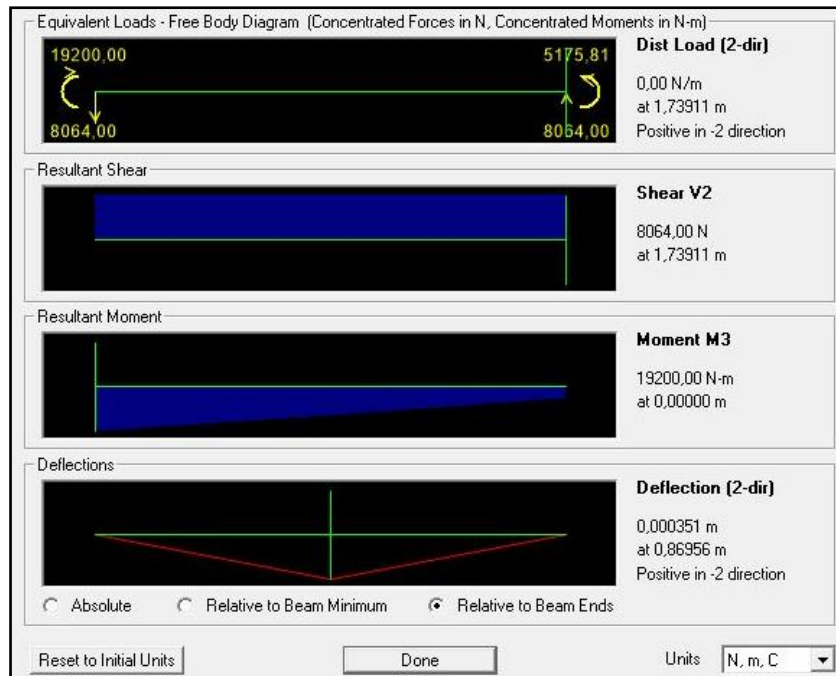 Equivalent Loads - Free Body Diagram (Concentrated Forces in N, Concentrated Moments in N-m)
19200,00
5175,81
8064,00
8064,00
Dist Load (2-dir)
0,00 N/m
at 1,73911 m
Positive in -2 direction
Resultant Shear
Shear V2
8064,00 N
at 1,73911 m
Resultant Moment
Moment M3
19200,00 N-m
at 0,00000 m
Deflections
Deflection (2-dir)
0,000351 m
at 0,86956 m
Positive in -2 direction
Absolute
Relative to Beam Minimum
Relative to Beam Ends
Reset to Initial Units
Done
Units
N, m, C